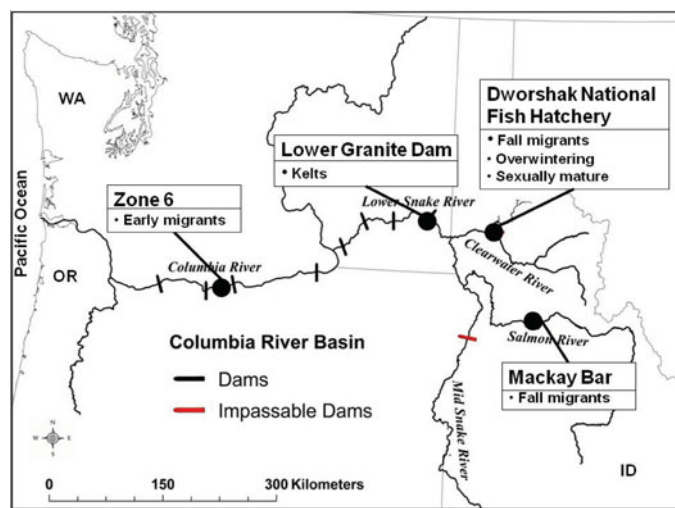 WA
Pacific Ocean
OR
Zone 6
• Early migrants
Columbia River
Lower Granite Dam
• Kelts
Lower Snake River
Dworshak National
Fish Hatchery
• Fall migrants
• Overwintering
• Sexually mature
Clearwater River
Salmon River
Mackay Bar
• Fall migrants
Mid Snake River
ID
Columbia River Basin
Dams
Impassable Dams
N
W
E
S
0
150
300 Kilometers